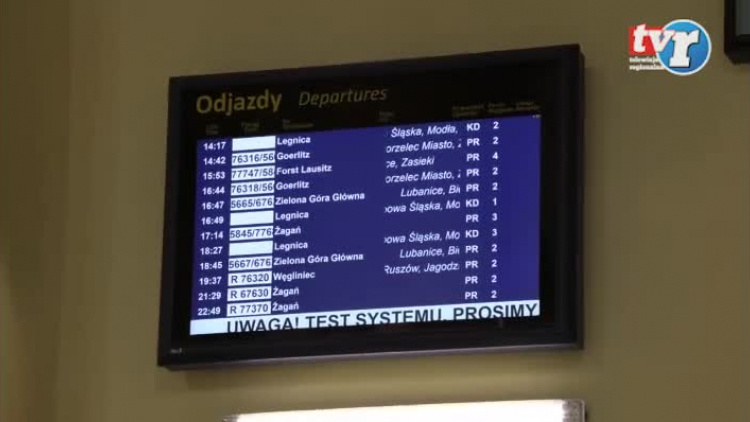 tvr
telewizja
regionalna
Odjazdy Departures
14:17 Legnica Śląska, Modła, KD 2
14:42 76316/56 Goerlitz orzelec Miasto, PR 2
15:53 77747/58 Forst Lausitz ce, Zasieki PR 4
16:44 76318/56 Goerlitz orzelec Miasto, PR 2
16:47 5665/676 Zielona Góra Główna Lubanice, Bie PR 2
16:49 Legnica bowa Śląska, Mo KD 1
17:14 5845/776 Żagań PR 3
18:27 Legnica bowa Śląska, Mo KD 3
18:45 5667/676 Zielona Góra Główna Lubanice, Bie PR 2
19:37 R 76320 Węgliniec Ruszów, Jagodz PR 2
21:29 R 67630 Żagań PR 2
22:49 R 77370 Żagań PR 2
UWAGA! TEST SYSTEMU. PROSIMY